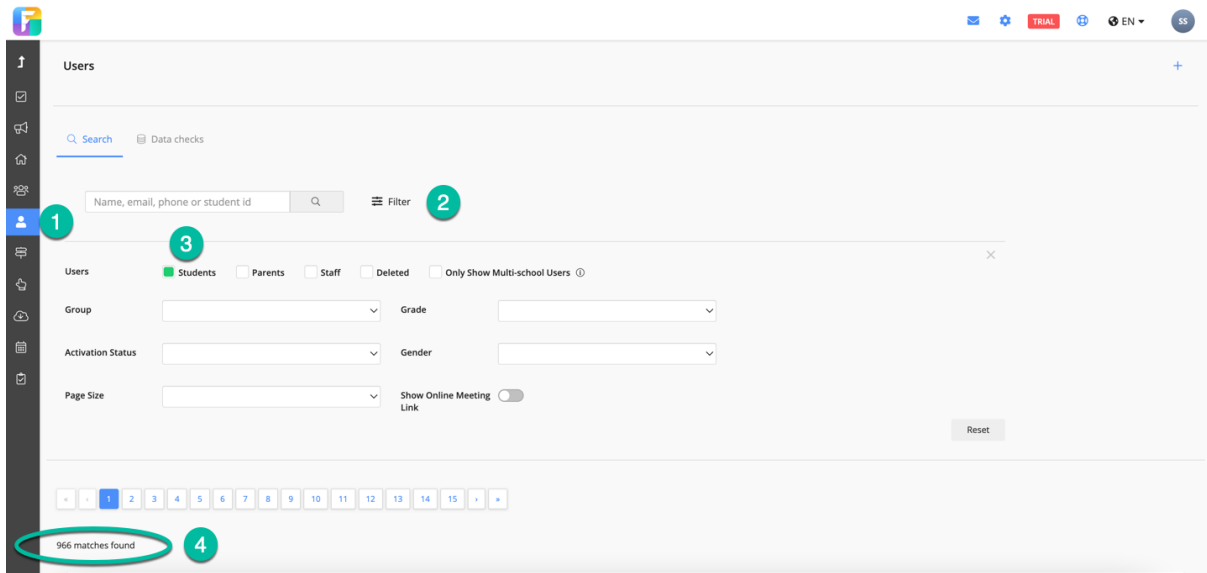 TRIAL EN SS
Users +
Search Data checks
Name, email, phone or student id Filter 2
1
3
Users Students Parents Staff Deleted Only Show Multi-school Users
Group Grade
Activation Status Gender
Page Size Show Online Meeting
Link
Reset
« ‹ 1 2 3 4 5 6 7 8 9 10 11 12 13 14 15 › »
966 matches found 4